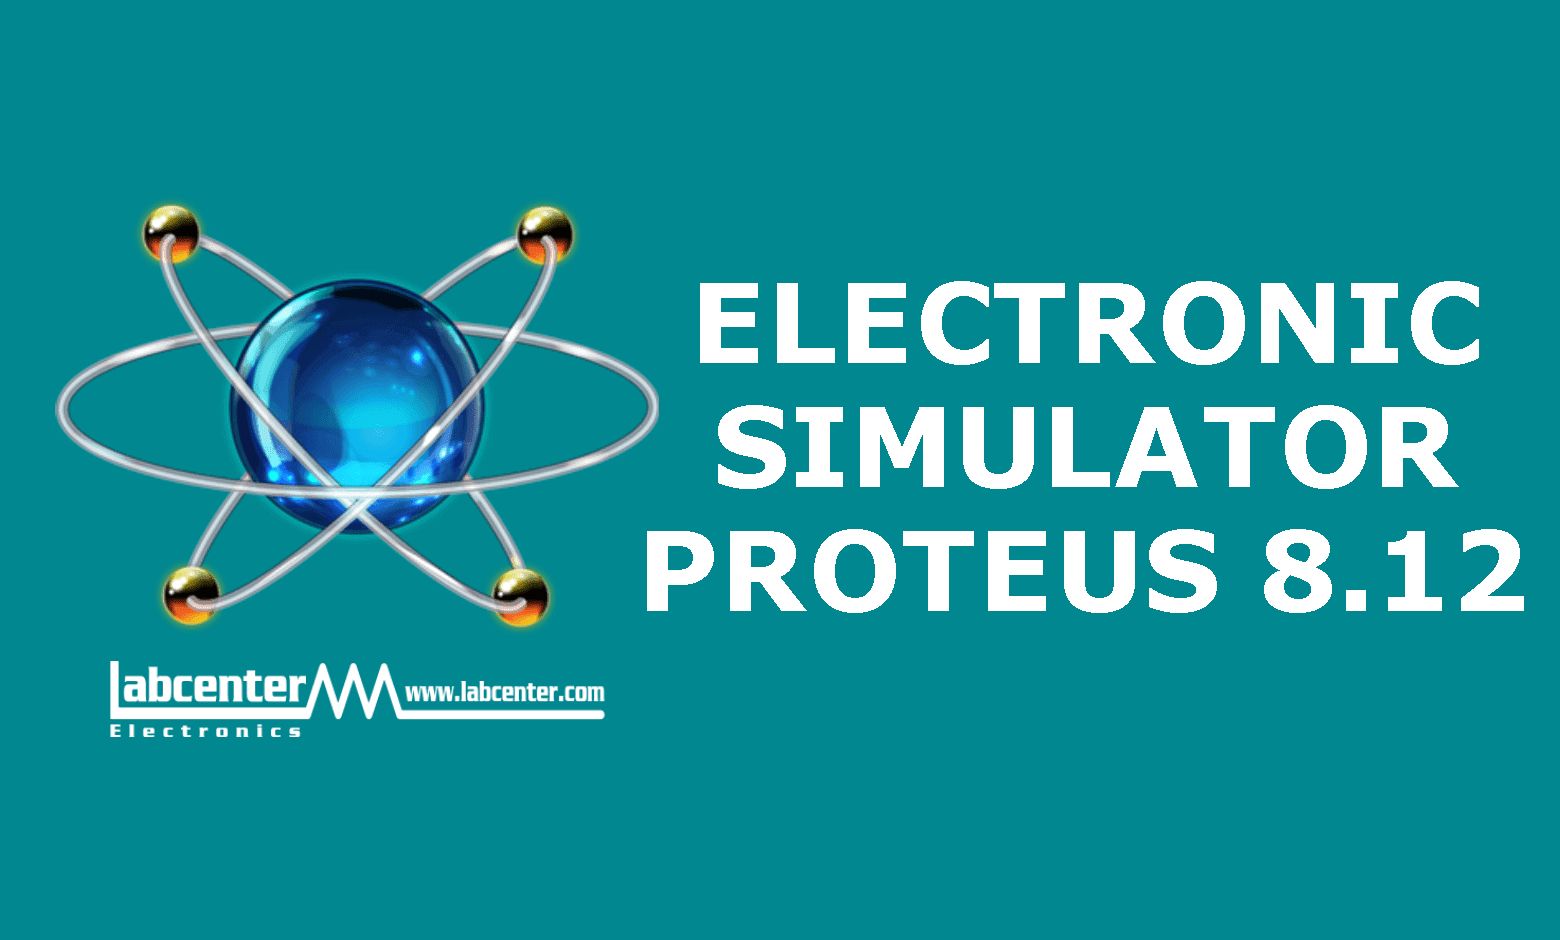 ELECTRONIC
SIMULATOR
PROTEUS 8.12
Labcenter www.labcenter.com
Electronics